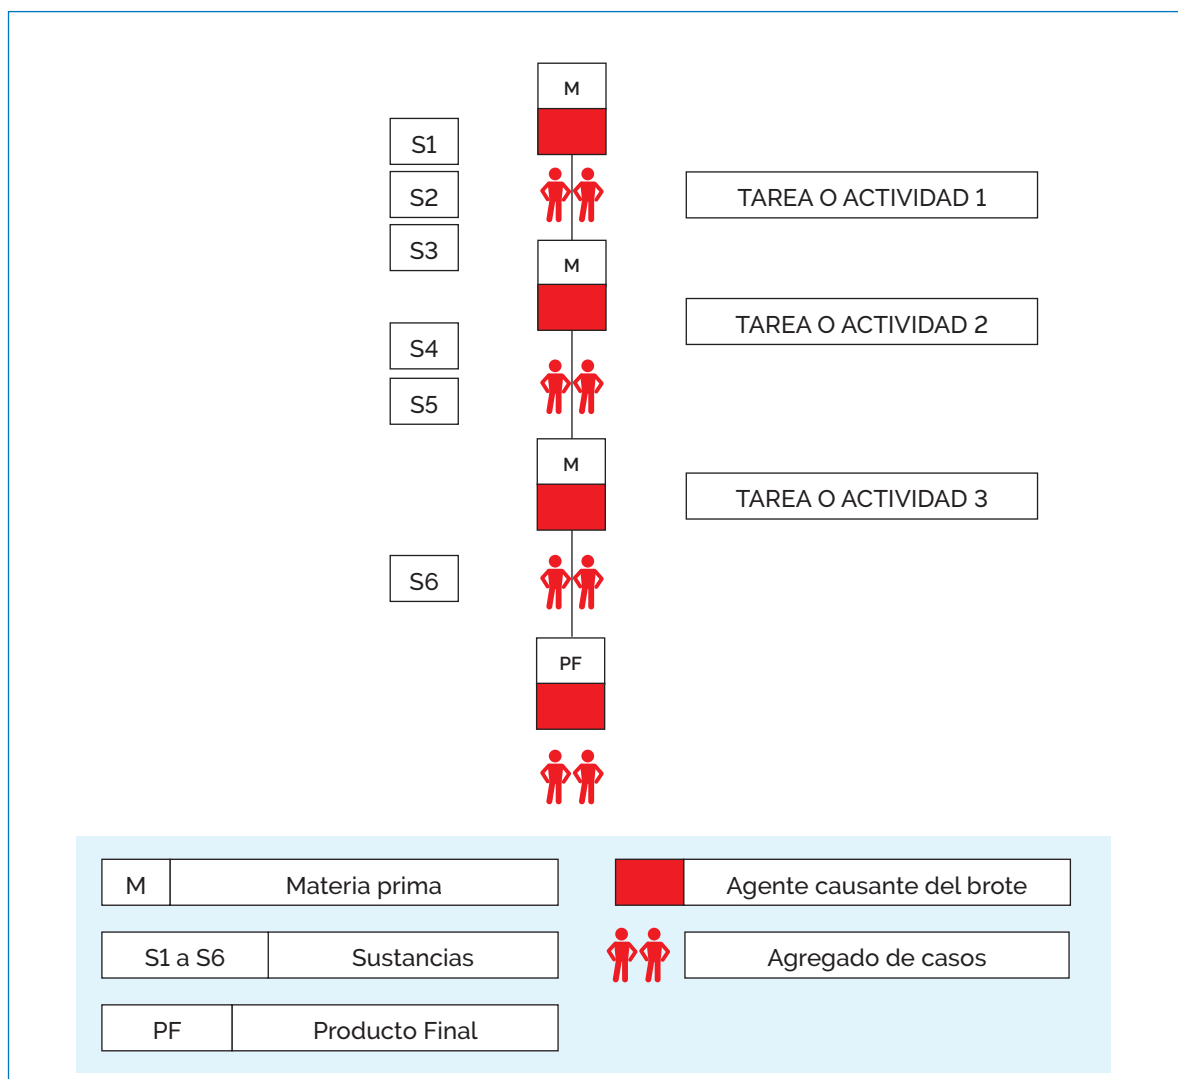 M
S1
S2
TAREA O ACTIVIDAD 1
S3
M
TAREA O ACTIVIDAD 2
S4
S5
M
TAREA O ACTIVIDAD 3
S6
PF
M Materia prima
Agente causante del brote
S1 a S6 Sustancias
Agregado de casos
PF Producto Final